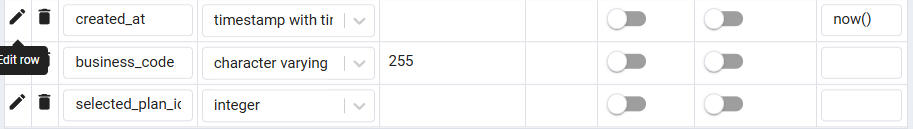 created_at timestamp with tir now()
Edit row
business_code character varying 255
selected_plan_ic integer